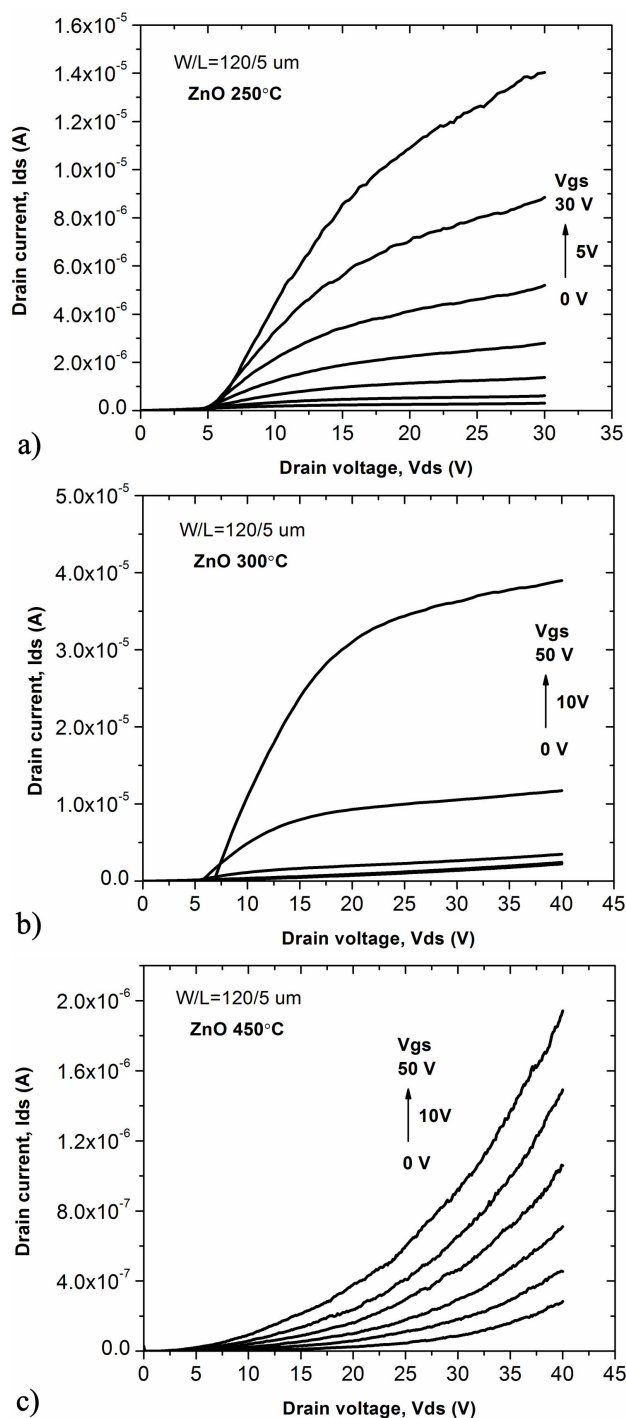 1.6x10⁻⁵
1.4x10⁻⁵
1.2x10⁻⁵
1.0x10⁻⁵
8.0x10⁻⁶
6.0x10⁻⁶
4.0x10⁻⁶
2.0x10⁻⁶
0.0
Drain current, Ids (A)
W/L=120/5 um
ZnO 250°C
Vgs
30 V
5V
0 V
0 5 10 15 20 25 30 35
Drain voltage, Vds (V)
a)
5.0x10⁻⁵
4.0x10⁻⁵
3.0x10⁻⁵
2.0x10⁻⁵
1.0x10⁻⁵
0.0
Drain current, Ids (A)
W/L=120/5 um
ZnO 300°C
Vgs
50 V
10V
0 V
0 5 10 15 20 25 30 35 40 45
Drain voltage, Vds (V)
b)
2.0x10⁻⁶
1.6x10⁻⁶
1.2x10⁻⁶
8.0x10⁻⁷
4.0x10⁻⁷
0.0
Drain current, Ids (A)
W/L=120/5 um
ZnO 450°C
Vgs
50 V
10V
0 V
0 5 10 15 20 25 30 35 40 45
Drain voltage, Vds (V)
c)